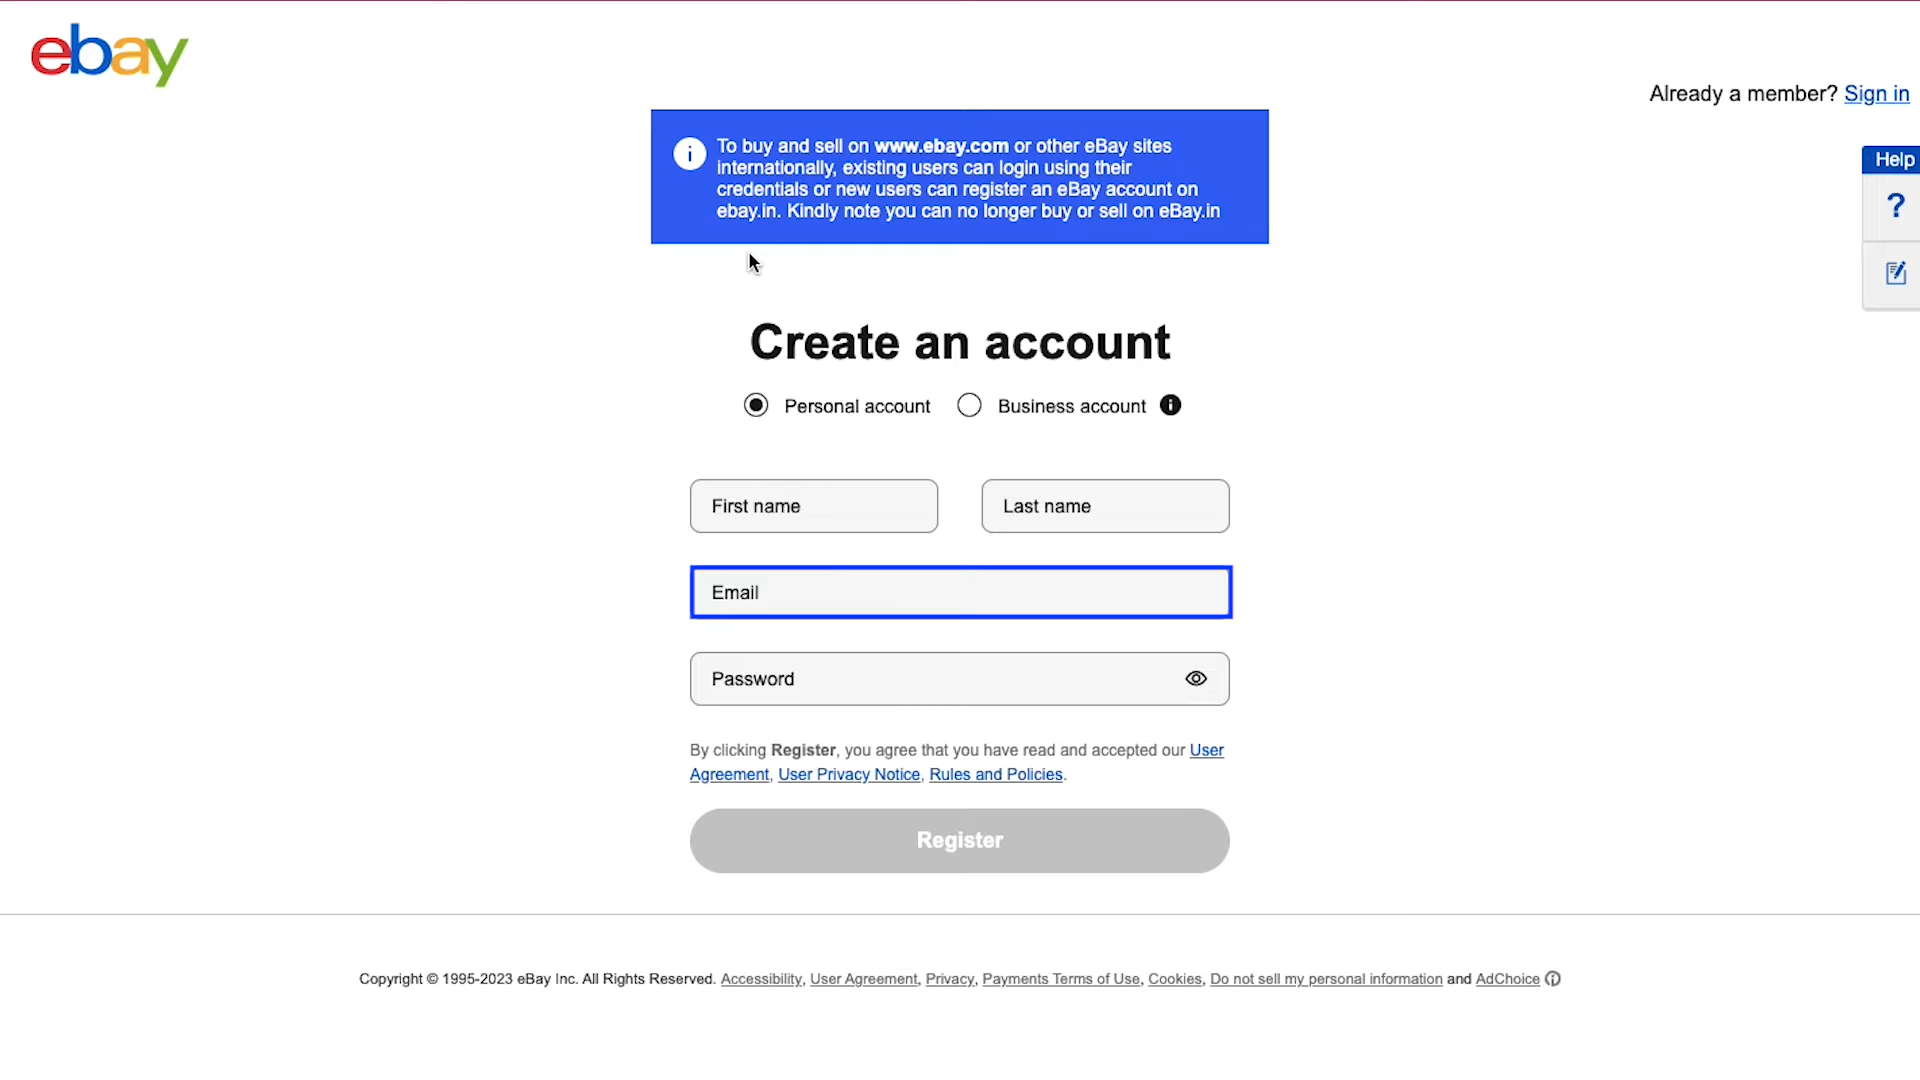 ebay
Already a member? Sign in
To buy and sell on www.ebay.com or other eBay sites
internationally, existing users can login using their
credentials or new users can register an eBay account on
ebay.in. Kindly note you can no longer buy or sell on eBay.in
Help
?
Create an account
Personal account Business account
First name Last name
Email
Password
By clicking Register, you agree that you have read and accepted our User
Agreement, User Privacy Notice, Rules and Policies.
Register
Copyright © 1995-2023 eBay Inc. All Rights Reserved. Accessibility, User Agreement, Privacy, Payments Terms of Use, Cookies, Do not sell my personal information and AdChoice